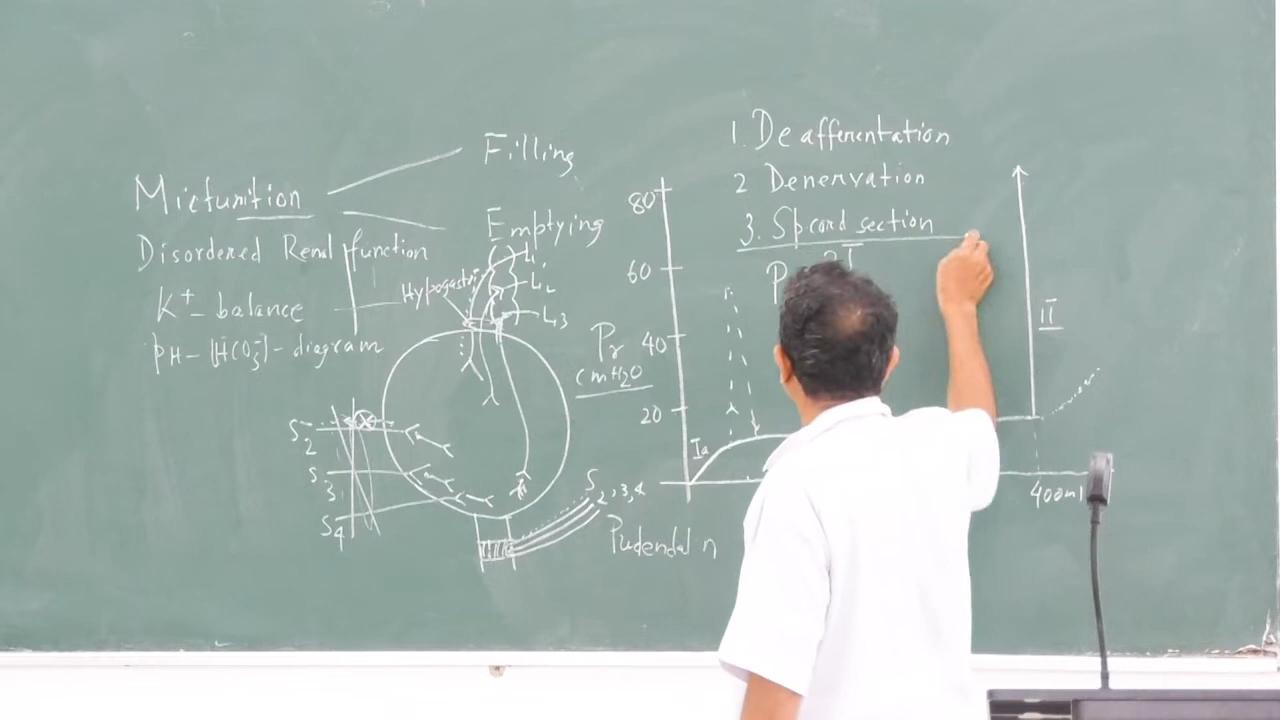 Micturition
Filling
Emptying
Disordered Renal function
K+ - balance
pH - [HCO3-] - diagram
Hypogastric
L1
L2
L3
S2
S3
S4
S2,3,4
Pudendal n
1. Deafferentation
2 Denervation
3. Sp cord section
80
60
40
20
Pr
cmH2O
Ia
II
400ml